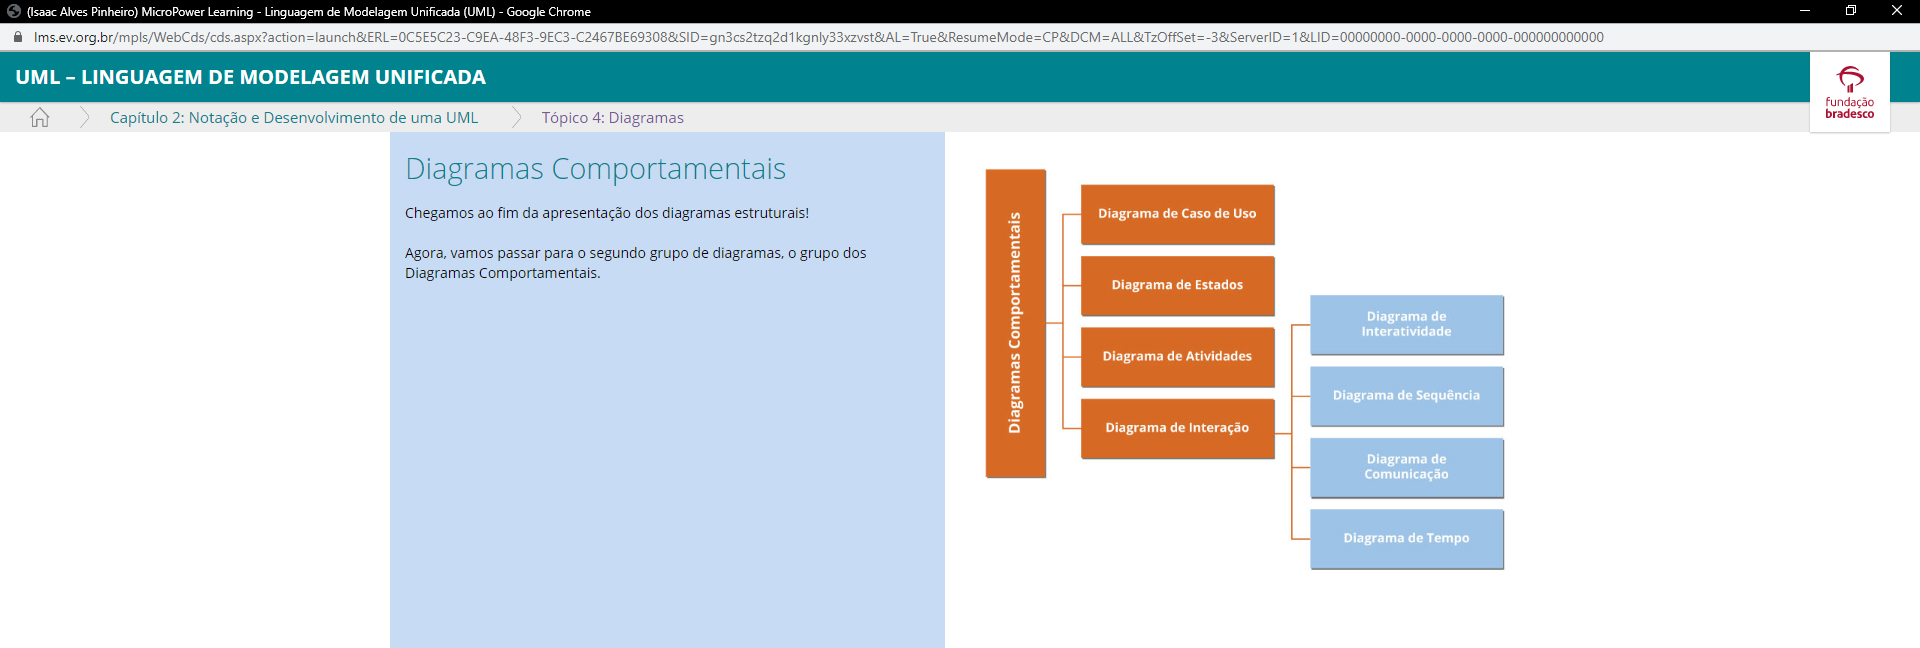 (Isaac Alves Pinheiro) MicroPower Learning - Linguagem de Modelagem Unificada (UML) - Google Chrome
lms.ev.org.br/mpls/WebCds/cds.aspx?action=launch&ERL=0C5E5C23-C9EA-48F3-9EC3-C2467BE69308&SID=gn3cs2tzq2d1kgnly33xzvst&AL=True&ResumeMode=CP&DCM=ALL&TzOffSet=-3&ServerID=1&LID=00000000-0000-0000-0000-000000000000
UML – LINGUAGEM DE MODELAGEM UNIFICADA
fundação
bradesco
Capítulo 2: Notação e Desenvolvimento de uma UML
Tópico 4: Diagramas
Diagramas Comportamentais
Chegamos ao fim da apresentação dos diagramas estruturais!
Agora, vamos passar para o segundo grupo de diagramas, o grupo dos
Diagramas Comportamentais.
Diagramas Comportamentais
Diagrama de Caso de Uso
Diagrama de Estados
Diagrama de Atividades
Diagrama de Interação
Diagrama de
Interatividade
Diagrama de Sequência
Diagrama de
Comunicação
Diagrama de Tempo